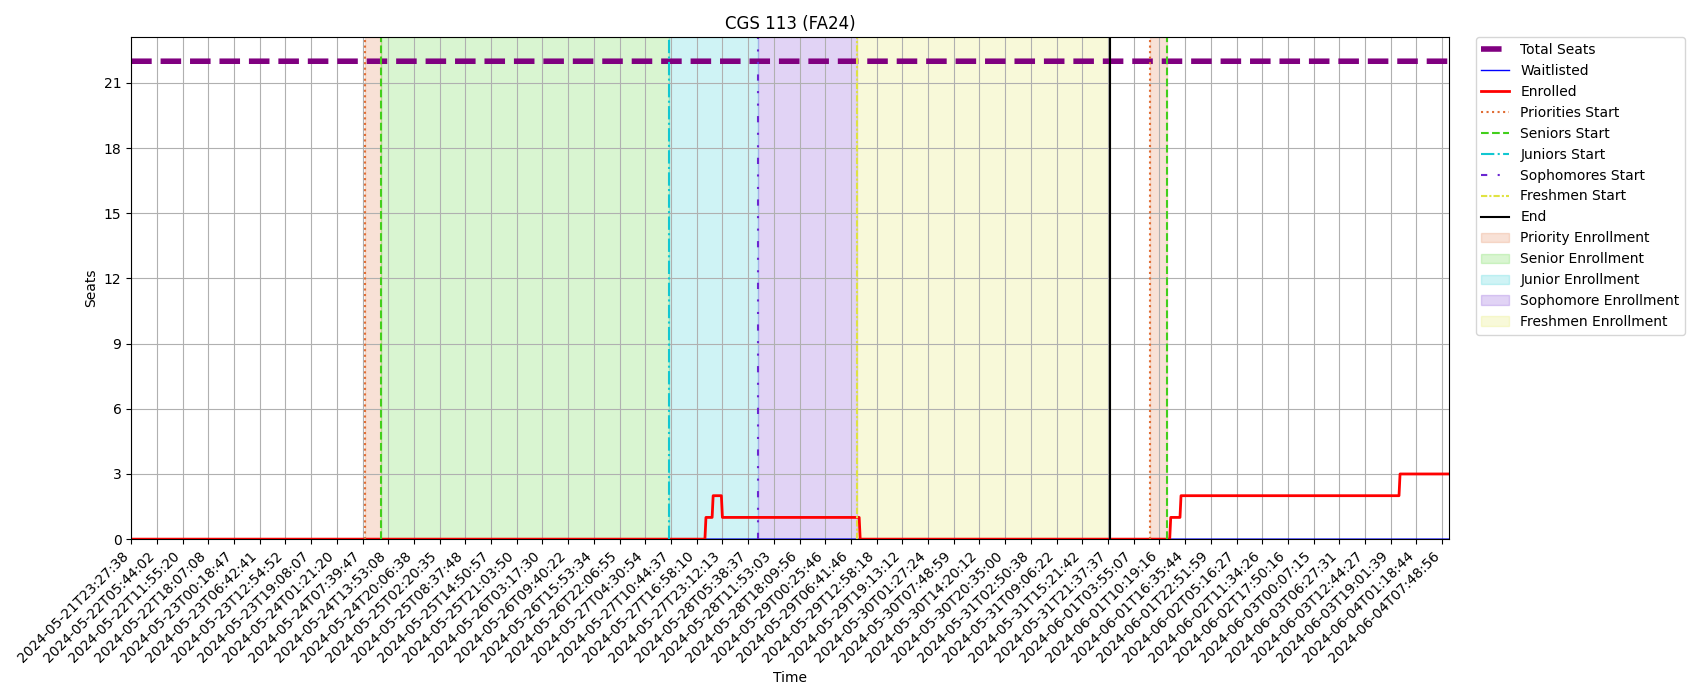 CGS 113 (FA24)
Total Seats
Waitlisted
Enrolled
Priorities Start
Seniors Start
Juniors Start
Sophomores Start
Freshmen Start
End
Priority Enrollment
Senior Enrollment
Junior Enrollment
Sophomore Enrollment
Freshmen Enrollment
Seats
21
18
15
12
9
6
3
0
2024-05-21T23:27:38
2024-05-22T05:44:02
2024-05-22T11:55:20
2024-05-22T18:07:08
2024-05-23T00:18:47
2024-05-23T06:42:41
2024-05-23T12:54:52
2024-05-23T19:08:07
2024-05-24T01:21:20
2024-05-24T07:39:47
2024-05-24T13:53:08
2024-05-24T20:06:38
2024-05-25T02:20:35
2024-05-25T08:37:48
2024-05-25T14:50:57
2024-05-25T21:03:50
2024-05-26T03:17:30
2024-05-26T09:40:22
2024-05-26T15:53:34
2024-05-26T22:06:55
2024-05-27T04:30:54
2024-05-27T10:44:37
2024-05-27T16:58:10
2024-05-27T23:12:13
2024-05-28T05:38:37
2024-05-28T11:53:03
2024-05-28T18:09:56
2024-05-29T00:25:46
2024-05-29T06:41:46
2024-05-29T12:58:18
2024-05-29T19:13:12
2024-05-30T01:27:24
2024-05-30T07:48:59
2024-05-30T14:20:12
2024-05-30T20:35:00
2024-05-31T02:50:38
2024-05-31T09:06:22
2024-05-31T15:21:42
2024-05-31T21:37:37
2024-06-01T03:55:07
2024-06-01T10:19:16
2024-06-01T16:35:44
2024-06-01T22:51:59
2024-06-02T05:16:27
2024-06-02T11:34:26
2024-06-02T17:50:16
2024-06-03T00:07:15
2024-06-03T06:27:31
2024-06-03T12:44:27
2024-06-03T19:01:39
2024-06-04T01:18:44
2024-06-04T07:48:56
Time